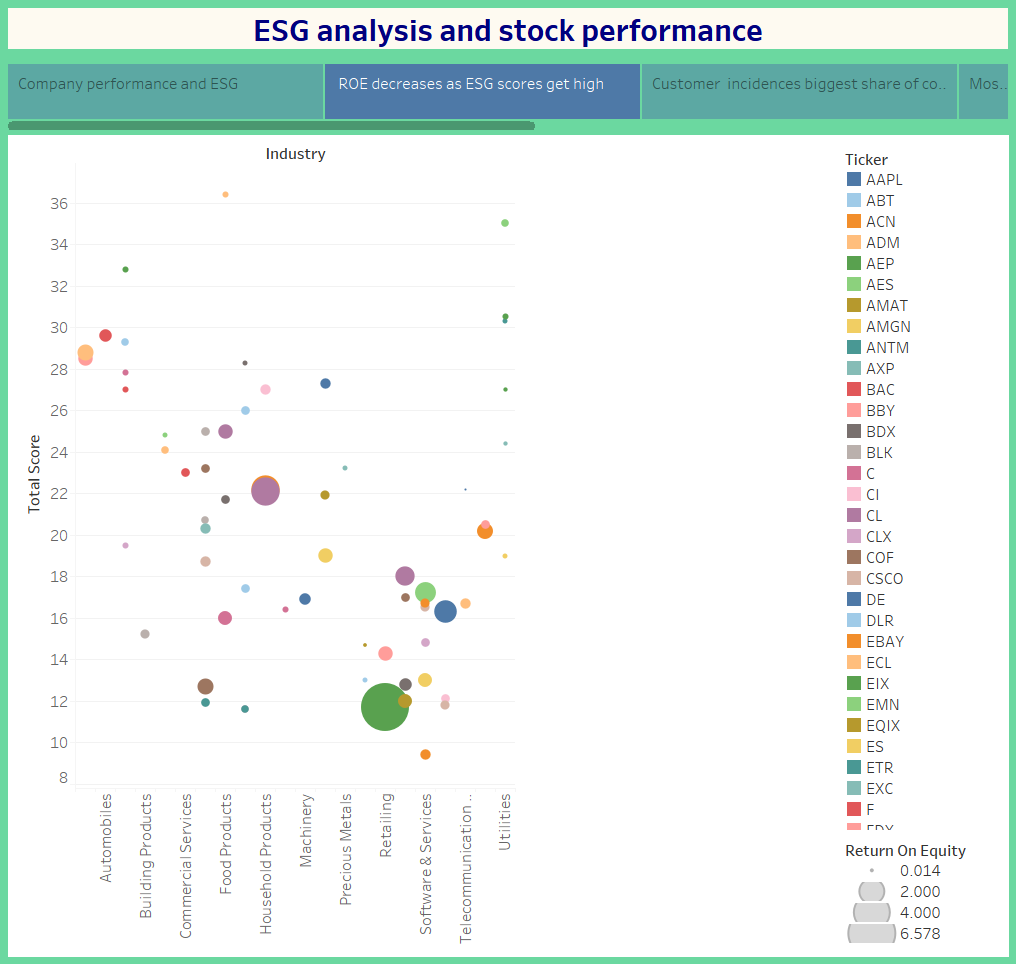 ESG analysis and stock performance
Company performance and ESG
ROE decreases as ESG scores get high
Customer incidences biggest share of co..
Mos..
Industry
Total Score
36
34
32
30
28
26
24
22
20
18
16
14
12
10
8
Automobiles
Building Products
Commercial Services
Food Products
Household Products
Machinery
Precious Metals
Retailing
Software & Services
Telecommunication ..
Utilities
Ticker
AAPL
ABT
ACN
ADM
AEP
AES
AMAT
AMGN
ANTM
AXP
BAC
BBY
BDX
BLK
C
CI
CL
CLX
COF
CSCO
DE
DLR
EBAY
ECL
EIX
EMN
EQIX
ES
ETR
EXC
F
Return On Equity
0.014
2.000
4.000
6.578